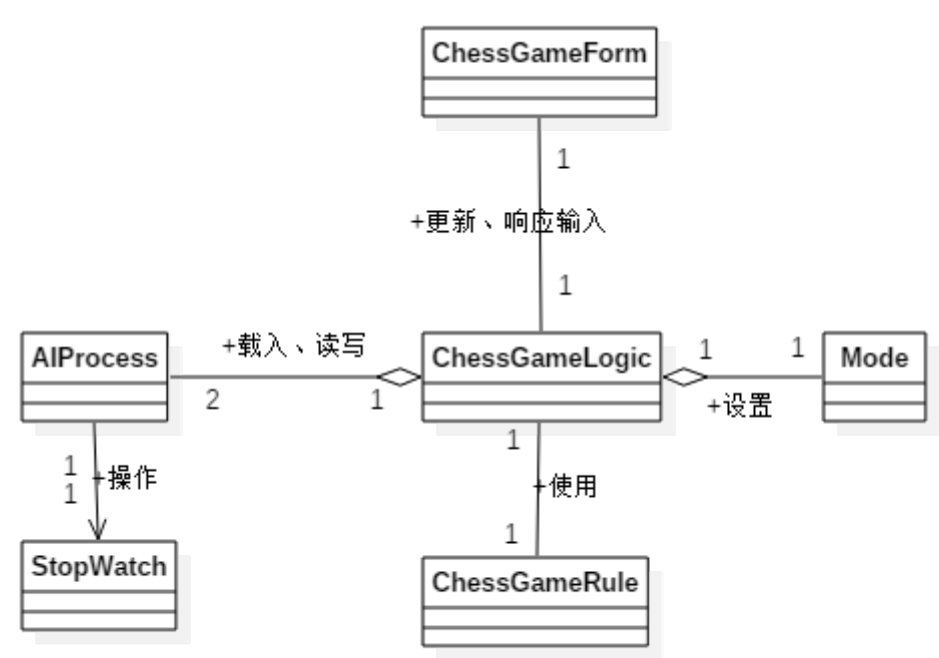 ChessGameForm
1
+更新、响应输入
1
AIProcess
+载入、读写
2
1
ChessGameLogic
1
1
Mode
+设置
1
1
+操作
1
+使用
1
StopWatch
ChessGameRule